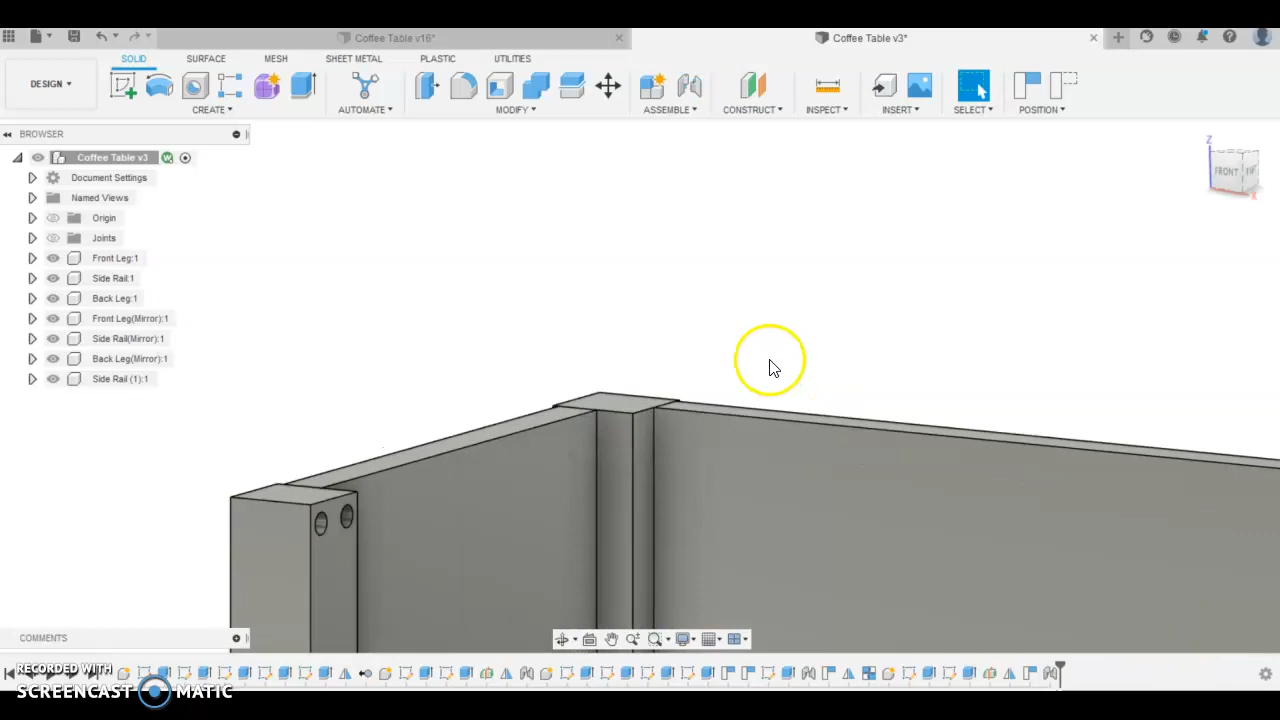 Coffee Table v16*
Coffee Table v3*
SOLID SURFACE MESH SHEET METAL PLASTIC UTILITIES
DESIGN
CREATE AUTOMATE MODIFY ASSEMBLE CONSTRUCT INSPECT INSERT SELECT POSITION
BROWSER
Coffee Table v3
Document Settings
Named Views
Origin
Joints
Front Leg:1
Side Rail:1
Back Leg:1
Front Leg(Mirror):1
Side Rail(Mirror):1
Back Leg(Mirror):1
Side Rail (1):1
Z
FRONT
X
COMMENTS
RECORDED WITH
SCREENCAST MATIC